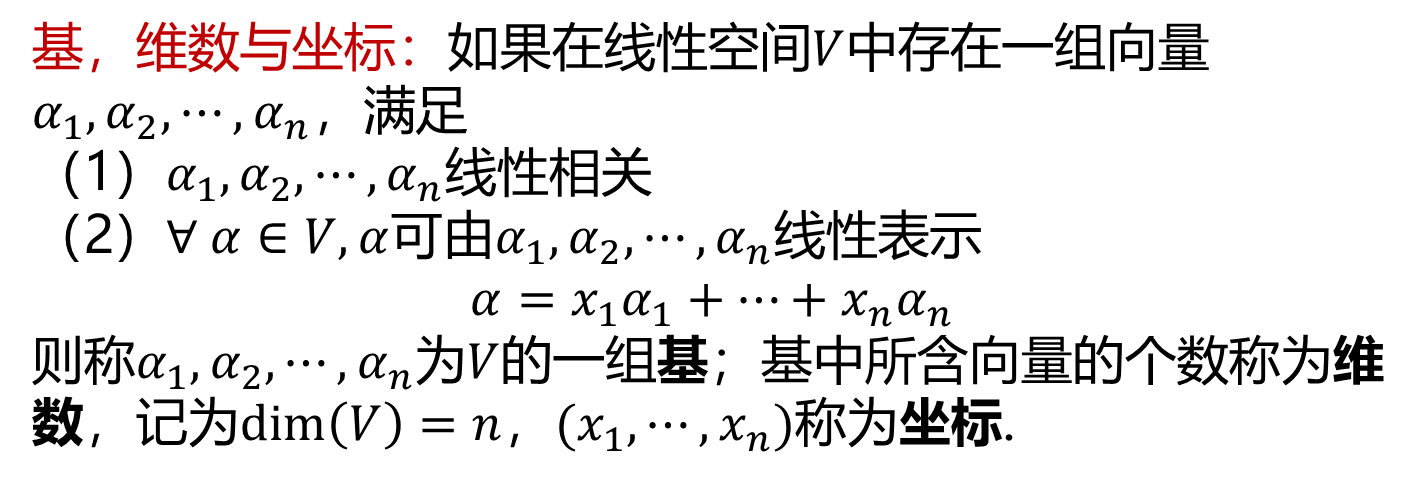 基，维数与坐标：如果在线性空间𝑉中存在一组向量
𝛼₁, 𝛼₂, ⋯ , 𝛼ₙ，满足
（1）𝛼₁, 𝛼₂, ⋯ , 𝛼ₙ线性相关
（2）∀ 𝛼 ∈ 𝑉, 𝛼可由𝛼₁, 𝛼₂, ⋯ , 𝛼ₙ线性表示
𝛼 = 𝑥₁𝛼₁ + ⋯ + 𝑥ₙ𝛼ₙ
则称𝛼₁, 𝛼₂, ⋯ , 𝛼ₙ为𝑉的一组基；基中所含向量的个数称为维
数，记为dim(𝑉) = 𝑛，(𝑥₁, ⋯ , 𝑥ₙ)称为坐标.